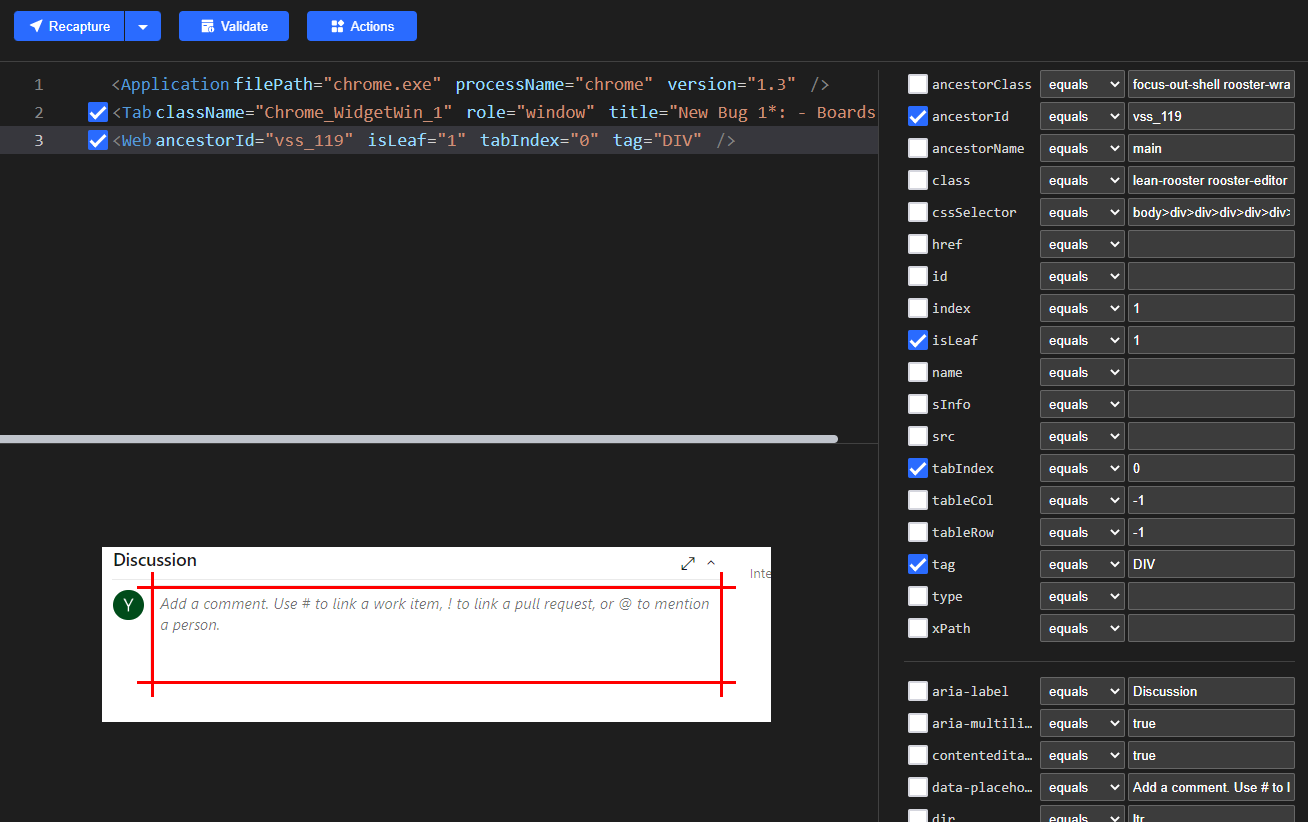 Recapture
Validate
Actions
1 <Application filePath="chrome.exe" processName="chrome" version="1.3" />
2 <Tab className="Chrome_WidgetWin_1" role="window" title="New Bug 1*: - Boards
3 <Web ancestorId="vss_119" isLeaf="1" tabIndex="0" tag="DIV" />
Discussion
Inte
Y
Add a comment. Use # to link a work item, ! to link a pull request, or @ to mention
a person.
ancestorClass equals focus-out-shell rooster-wra
ancestorId equals vss_119
ancestorName equals main
class equals lean-rooster rooster-editor
cssSelector equals body>div>div>div>div>div>
href equals
id equals
index equals 1
isLeaf equals 1
name equals
sInfo equals
src equals
tabIndex equals 0
tableCol equals -1
tableRow equals -1
tag equals DIV
type equals
xPath equals
aria-label equals Discussion
aria-multili… equals true
contentedita… equals true
data-placeho… equals Add a comment. Use # to l
dir equals ltr